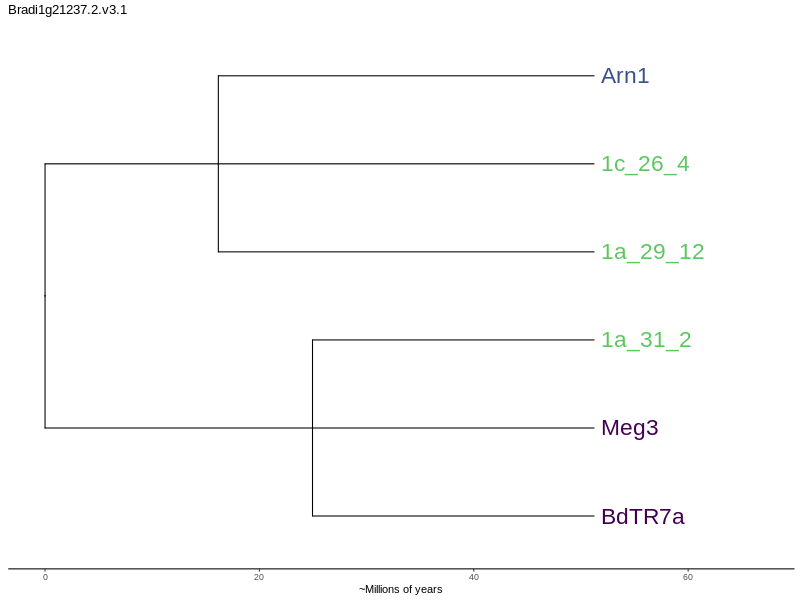 Bradi1g21237.2.v3.1
Arn1
1c_26_4
1a_29_12
1a_31_2
Meg3
BdTR7a
0 20 40 60
~Millions of years